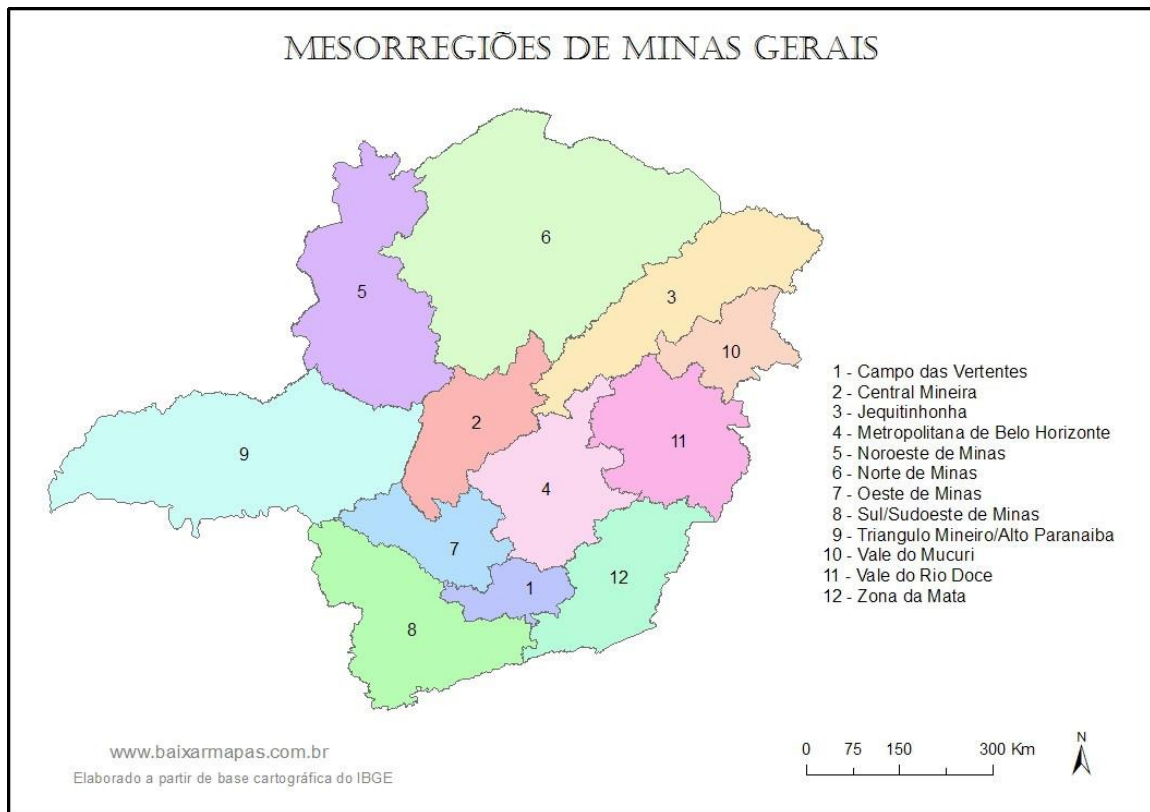 MESORREGIÕES DE MINAS GERAIS
6
5
3
10
2
9
11
4
7
12
1
8
1 - Campo das Vertentes
2 - Central Mineira
3 - Jequitinhonha
4 - Metropolitana de Belo Horizonte
5 - Noroeste de Minas
6 - Norte de Minas
7 - Oeste de Minas
8 - Sul/Sudoeste de Minas
9 - Triangulo Mineiro/Alto Paranaiba
10 - Vale do Mucuri
11 - Vale do Rio Doce
12 - Zona da Mata
www.baixarmapas.com.br
Elaborado a partir de base cartográfica do IBGE
0 75 150 300 Km
N